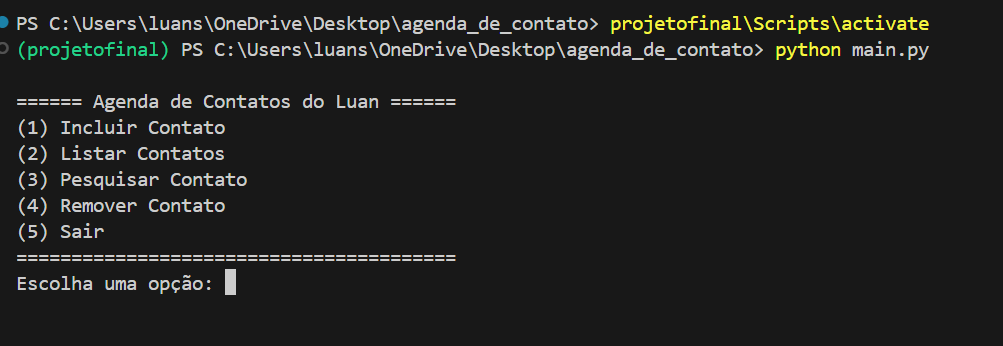 PS C:\Users\luans\OneDrive\Desktop\agenda_de_contato> projetofinal\Scripts\activate
(projetofinal) PS C:\Users\luans\OneDrive\Desktop\agenda_de_contato> python main.py
====== Agenda de Contatos do Luan ======
(1) Incluir Contato
(2) Listar Contatos
(3) Pesquisar Contato
(4) Remover Contato
(5) Sair
========================================
Escolha uma opção: